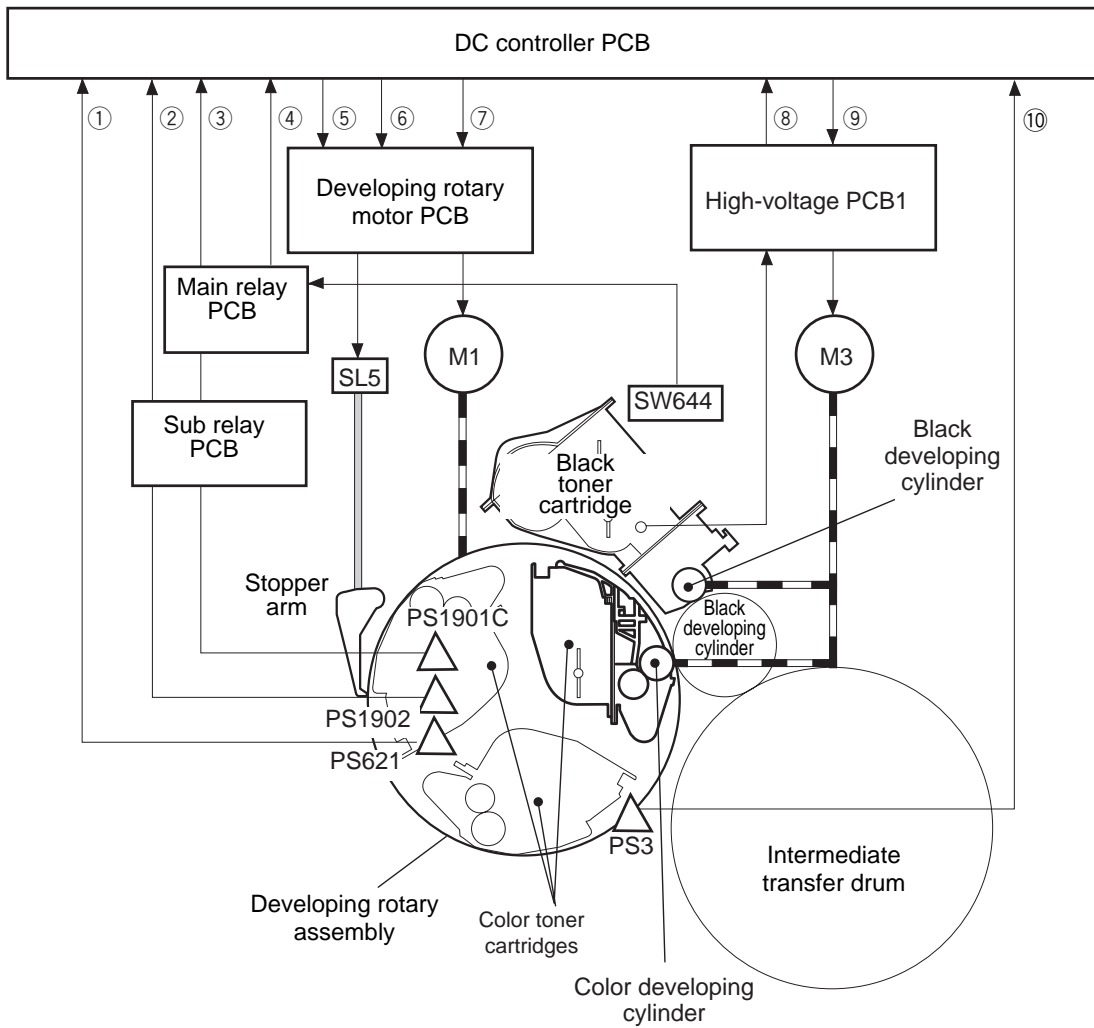 DC controller PCB
①
②
③
④
⑤
⑥
⑦
⑧
⑨
⑩
Developing rotary
motor PCB
High-voltage PCB1
Main relay
PCB
M1
M3
SL5
SW644
Sub relay
PCB
Black
toner
cartridge
Black
developing
cylinder
Stopper
arm
PS1901Ċ
Black
developing
cylinder
PS1902
PS621
PS3
Intermediate
transfer drum
Developing rotary
assembly
Color toner
cartridges
Color developing
cylinder